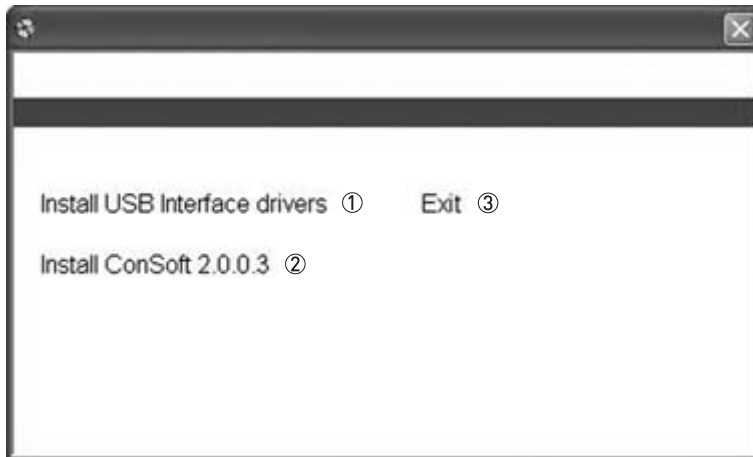 Install USB Interface drivers ① Exit ③
Install ConSoft 2.0.0.3 ②